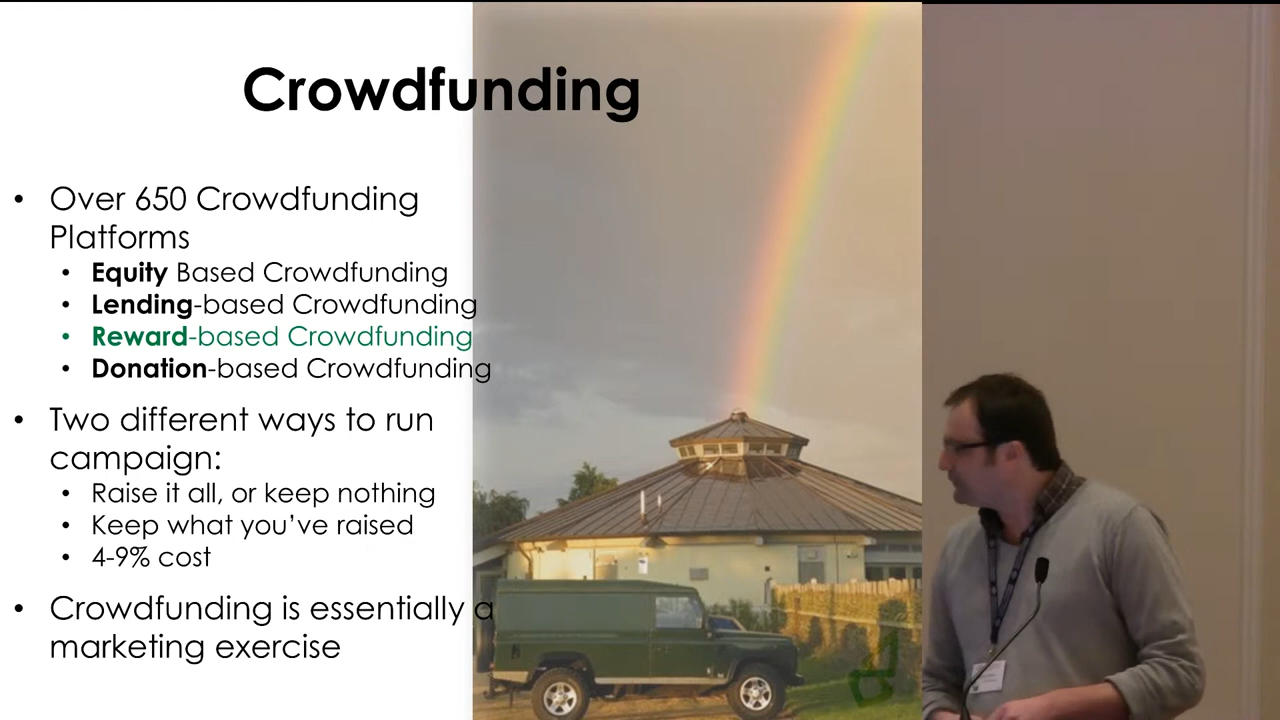 Crowdfunding
• Over 650 Crowdfunding
Platforms
• Equity Based Crowdfunding
• Lending-based Crowdfunding
• Reward-based Crowdfunding
• Donation-based Crowdfunding
• Two different ways to run
campaign:
• Raise it all, or keep nothing
• Keep what you’ve raised
• 4-9% cost
• Crowdfunding is essentially a
marketing exercise